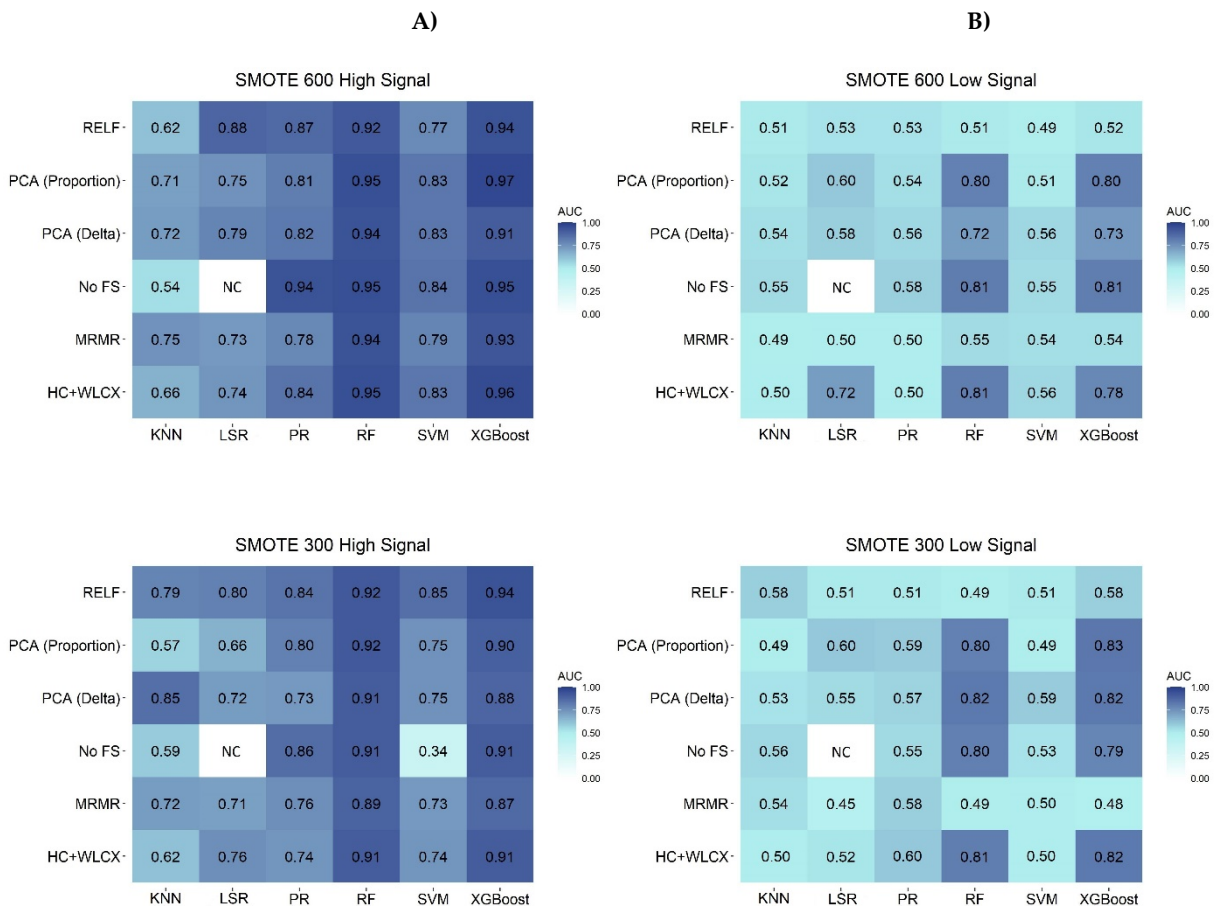 A)
B)
SMOTE 600 High Signal
RELF 0.62 0.88 0.87 0.92 0.77 0.94
PCA (Proportion) 0.71 0.75 0.81 0.95 0.83 0.97
PCA (Delta) 0.72 0.79 0.82 0.94 0.83 0.91
No FS 0.54 NC 0.94 0.95 0.84 0.95
MRMR 0.75 0.73 0.78 0.94 0.79 0.93
HC+WLCX 0.66 0.74 0.84 0.95 0.83 0.96
KNN LSR PR RF SVM XGBoost
AUC
1.00
0.75
0.50
0.25
0.00
SMOTE 600 Low Signal
RELF 0.51 0.53 0.53 0.51 0.49 0.52
PCA (Proportion) 0.52 0.60 0.54 0.80 0.51 0.80
PCA (Delta) 0.54 0.58 0.56 0.72 0.56 0.73
No FS 0.55 NC 0.58 0.81 0.55 0.81
MRMR 0.49 0.50 0.50 0.55 0.54 0.54
HC+WLCX 0.50 0.72 0.50 0.81 0.56 0.78
KNN LSR PR RF SVM XGBoost
AUC
1.00
0.75
0.50
0.25
0.00
SMOTE 300 High Signal
RELF 0.79 0.80 0.84 0.92 0.85 0.94
PCA (Proportion) 0.57 0.66 0.80 0.92 0.75 0.90
PCA (Delta) 0.85 0.72 0.73 0.91 0.75 0.88
No FS 0.59 NC 0.86 0.91 0.34 0.91
MRMR 0.72 0.71 0.76 0.89 0.73 0.87
HC+WLCX 0.62 0.76 0.74 0.91 0.74 0.91
KNN LSR PR RF SVM XGBoost
AUC
1.00
0.75
0.50
0.25
0.00
SMOTE 300 Low Signal
RELF 0.58 0.51 0.51 0.49 0.51 0.58
PCA (Proportion) 0.49 0.60 0.59 0.80 0.49 0.83
PCA (Delta) 0.53 0.55 0.57 0.82 0.59 0.82
No FS 0.56 NC 0.55 0.80 0.53 0.79
MRMR 0.54 0.45 0.58 0.49 0.50 0.48
HC+WLCX 0.50 0.52 0.60 0.81 0.50 0.82
KNN LSR PR RF SVM XGBoost
AUC
1.00
0.75
0.50
0.25
0.00